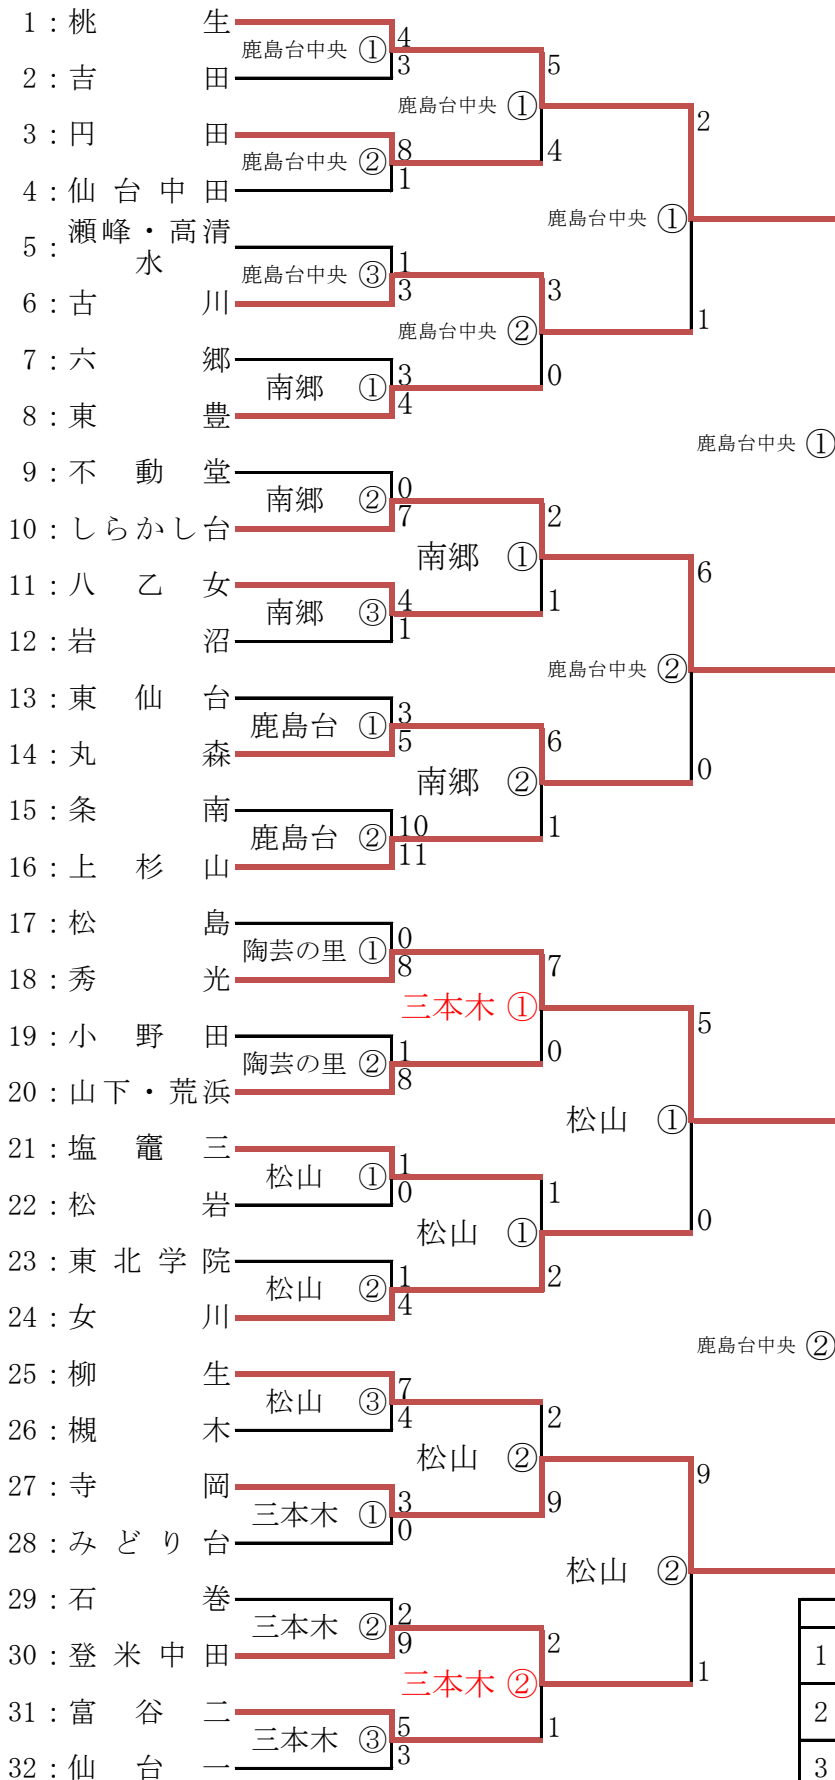 1：桃生
鹿島台中央 ① 4
3
2：吉田
鹿島台中央 ① 5
4
3：円田
鹿島台中央 ② 8
1
4：仙台中田
鹿島台中央 ① 2
1
5：瀬峰・高清水
鹿島台中央 ③ 1
3
6：古川
鹿島台中央 ② 3
0
7：六郷
南郷 ① 3
4
8：東豊
鹿島台中央 ①
9：不動堂
南郷 ② 0
7
10：しらかし台
南郷 ① 2
1
11：八乙女
南郷 ③ 4
1
12：岩沼
鹿島台中央 ② 6
0
13：東仙台
鹿島台 ① 3
5
14：丸森
南郷 ② 6
1
15：条南
鹿島台 ② 10
11
16：上杉山
17：松島
陶芸の里 ① 0
8
18：秀光
三本木 ① 7
0
19：小野田
陶芸の里 ② 1
8
20：山下・荒浜
松山 ① 5
0
21：塩竈三
松山 ① 1
0
22：松岩
松山 ① 1
2
23：東北学院
松山 ② 1
4
24：女川
鹿島台中央 ②
25：柳生
松山 ③ 7
4
26：槻木
松山 ② 2
9
27：寺岡
三本木 ① 3
0
28：みどり台
松山 ② 9
1
29：石巻
三本木 ② 2
9
30：登米中田
三本木 ② 2
1
31：富谷二
三本木 ③ 5
3
32：仙台一
1
2
3